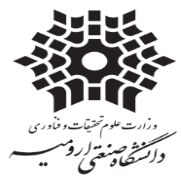 وزارت علوم تحقیقات و فناوری
دانشگاه صنعتی ارومیه